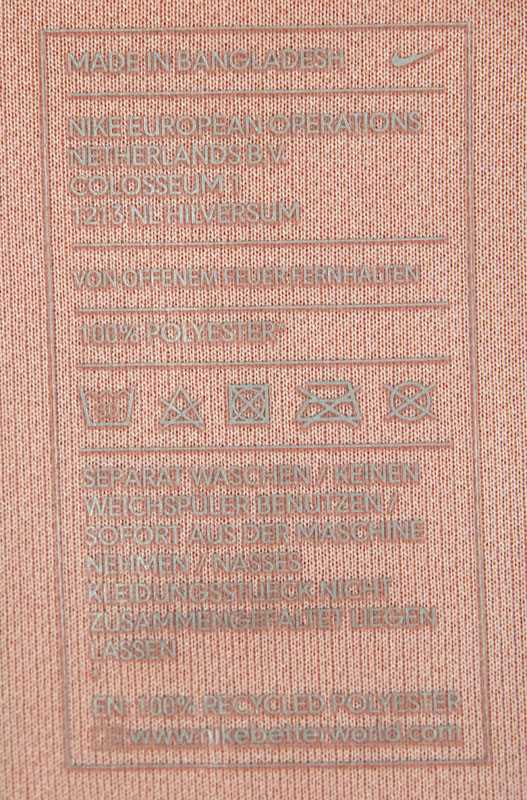 MADE IN BANGLADESH
NIKE EUROPEAN OPERATIONS
NETHERLANDS B.V.
COLOSSEUM 1
1213 NL HILVERSUM
VON OFFENEM FEUER FERNHALTEN
100% POLYESTER*
30
SEPARAT WASCHEN / KEINEN
WEICHSPÜLER BENUTZEN /
SOFORT AUS DER MASCHINE
NEHMEN / NASSES
KLEIDUNGSSTUECK NICHT
ZUSAMMENGEFALTET LIEGEN
LASSEN
*
EN: 100% RECYCLED POLYESTER
www.nikebetterworld.com